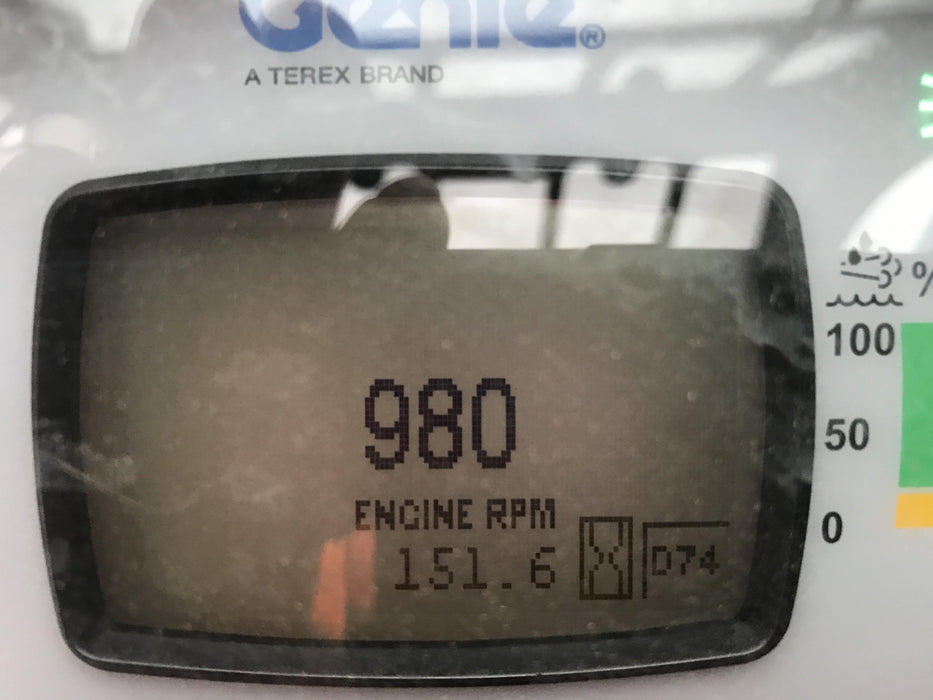 Genie®
A TEREX BRAND
980
ENGINE RPM
151.6
D74
%
100
50
0